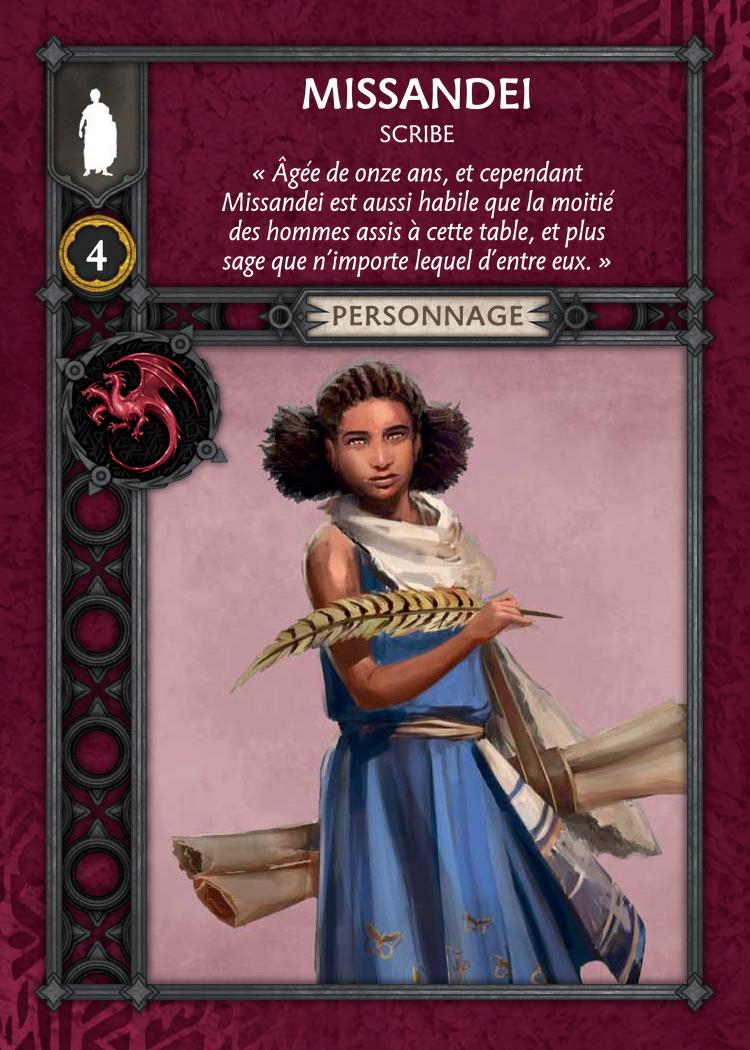 MISSANDEI
SCRIBE
« Âgée de onze ans, et cependant
Missandei est aussi habile que la moitié
des hommes assis à cette table, et plus
sage que n’importe lequel d’entre eux. »
4
PERSONNAGE